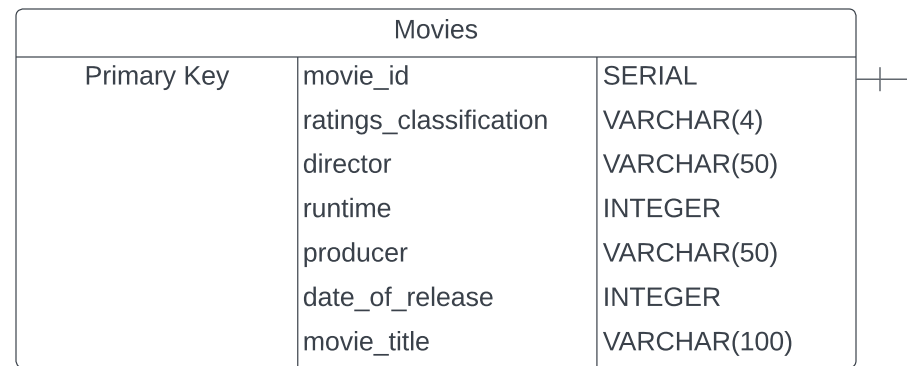 Movies
Primary Key movie_id SERIAL
ratings_classification VARCHAR(4)
director VARCHAR(50)
runtime INTEGER
producer VARCHAR(50)
date_of_release INTEGER
movie_title VARCHAR(100)